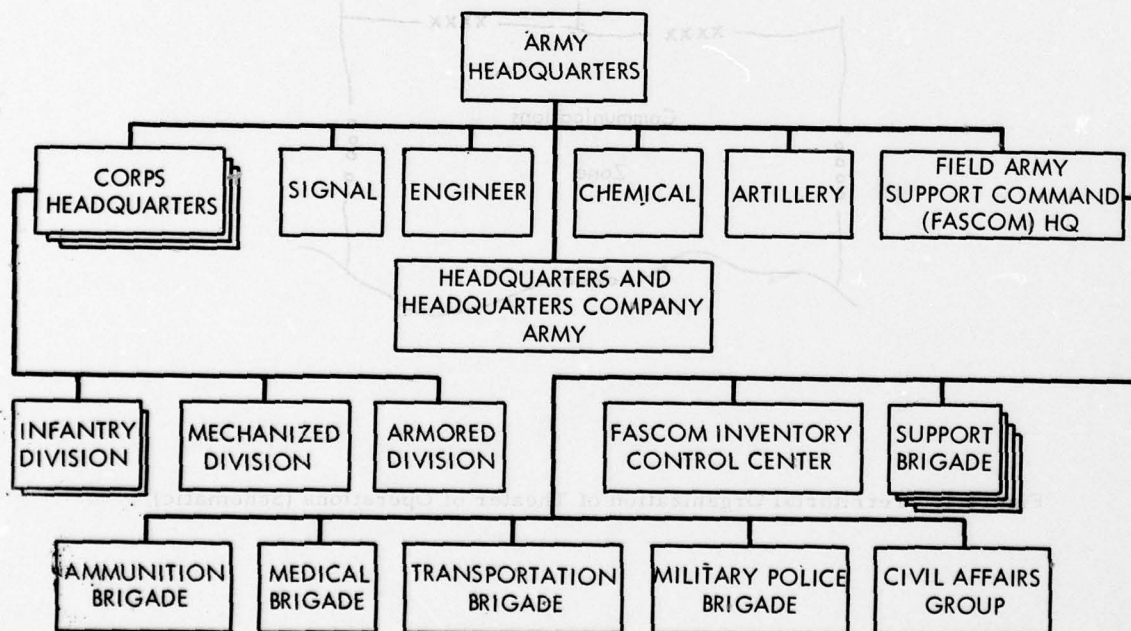 ARMY
HEADQUARTERS
CORPS
HEADQUARTERS
SIGNAL
ENGINEER
CHEMICAL
ARTILLERY
FIELD ARMY
SUPPORT COMMAND
(FASCOM) HQ
HEADQUARTERS AND
HEADQUARTERS COMPANY
ARMY
INFANTRY
DIVISION
MECHANIZED
DIVISION
ARMORED
DIVISION
FASCOM INVENTORY
CONTROL CENTER
SUPPORT
BRIGADE
AMMUNITION
BRIGADE
MEDICAL
BRIGADE
TRANSPORTATION
BRIGADE
MILITARY POLICE
BRIGADE
CIVIL AFFAIRS
GROUP